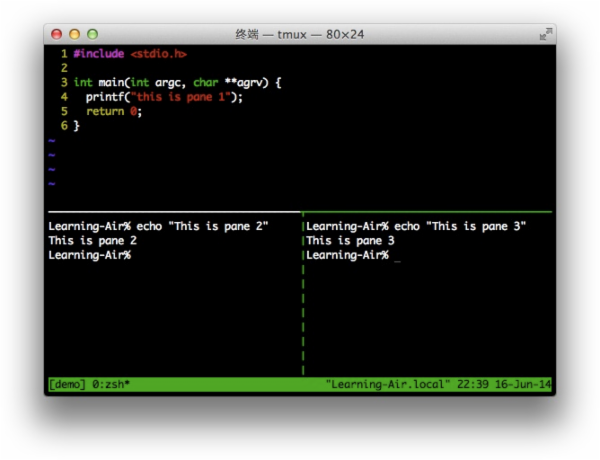 终端 — tmux — 80×24
1 #include <stdio.h>
2
3 int main(int argc, char **agrv) {
4   printf("this is pane 1");
5   return 0;
6 }
~
~
~
~
Learning-Air% echo "This is pane 2"
This is pane 2
Learning-Air%
Learning-Air% echo "This is pane 3"
This is pane 3
Learning-Air% _
[demo] 0:zsh* "Learning-Air.local" 22:39 16-Jun-14